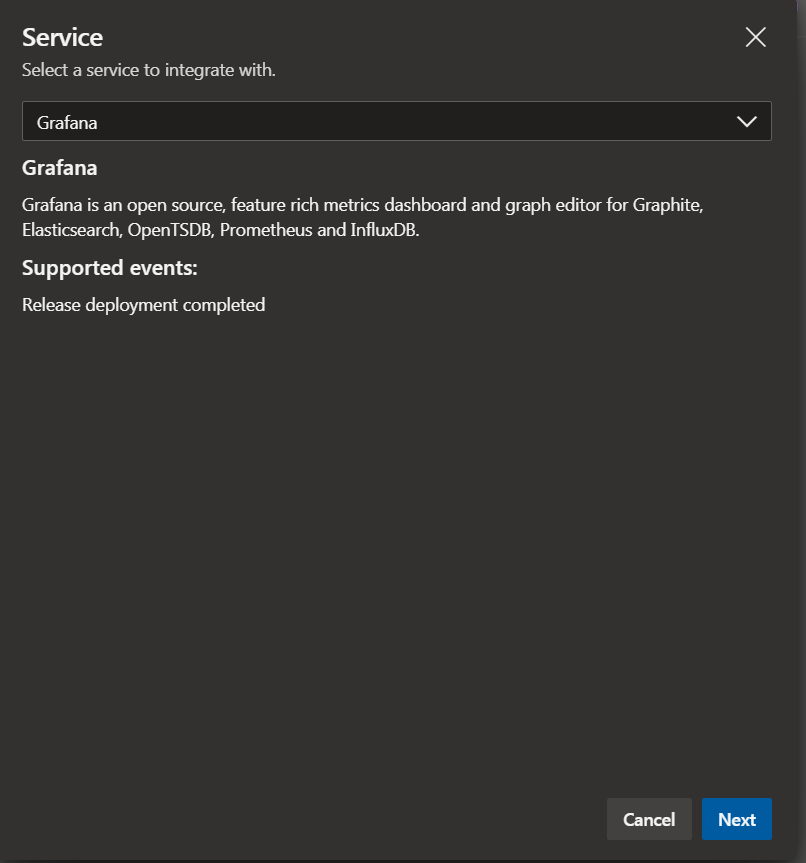 Service
Select a service to integrate with.
Grafana
Grafana
Grafana is an open source, feature rich metrics dashboard and graph editor for Graphite,
Elasticsearch, OpenTSDB, Prometheus and InfluxDB.
Supported events:
Release deployment completed
Cancel Next